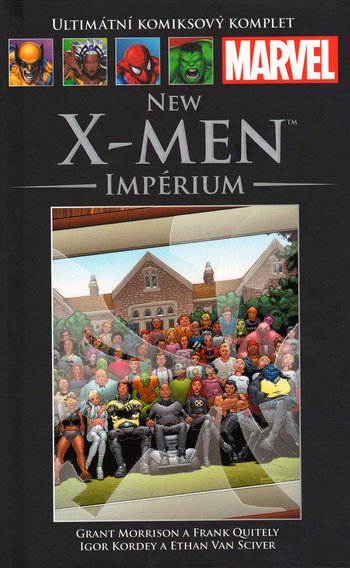 ULTIMÁTNÍ KOMIKSOVÝ KOMPLET
MARVEL
NEW
X-MEN™
IMPÉRIUM
GRANT MORRISON A FRANK QUITELY
IGOR KORDEY A ETHAN VAN SCIVER